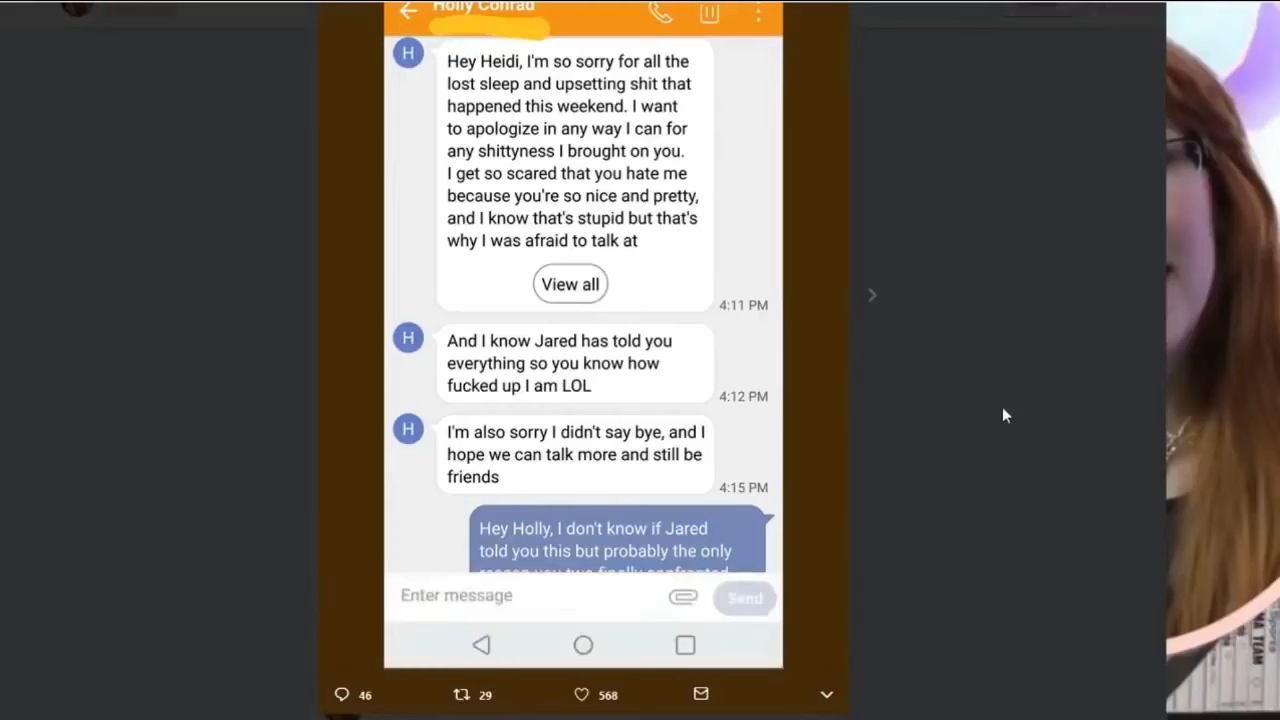 Holly Conrad
H
Hey Heidi, I'm so sorry for all the
lost sleep and upsetting shit that
happened this weekend. I want
to apologize in any way I can for
any shittyness I brought on you.
I get so scared that you hate me
because you're so nice and pretty,
and I know that's stupid but that's
why I was afraid to talk at
View all
4:11 PM
H
And I know Jared has told you
everything so you know how
fucked up I am LOL
4:12 PM
H
I'm also sorry I didn't say bye, and I
hope we can talk more and still be
friends
4:15 PM
Hey Holly, I don't know if Jared
told you this but probably the only
reason you two finally confronted
Enter message
Send
46
29
568
TEAM